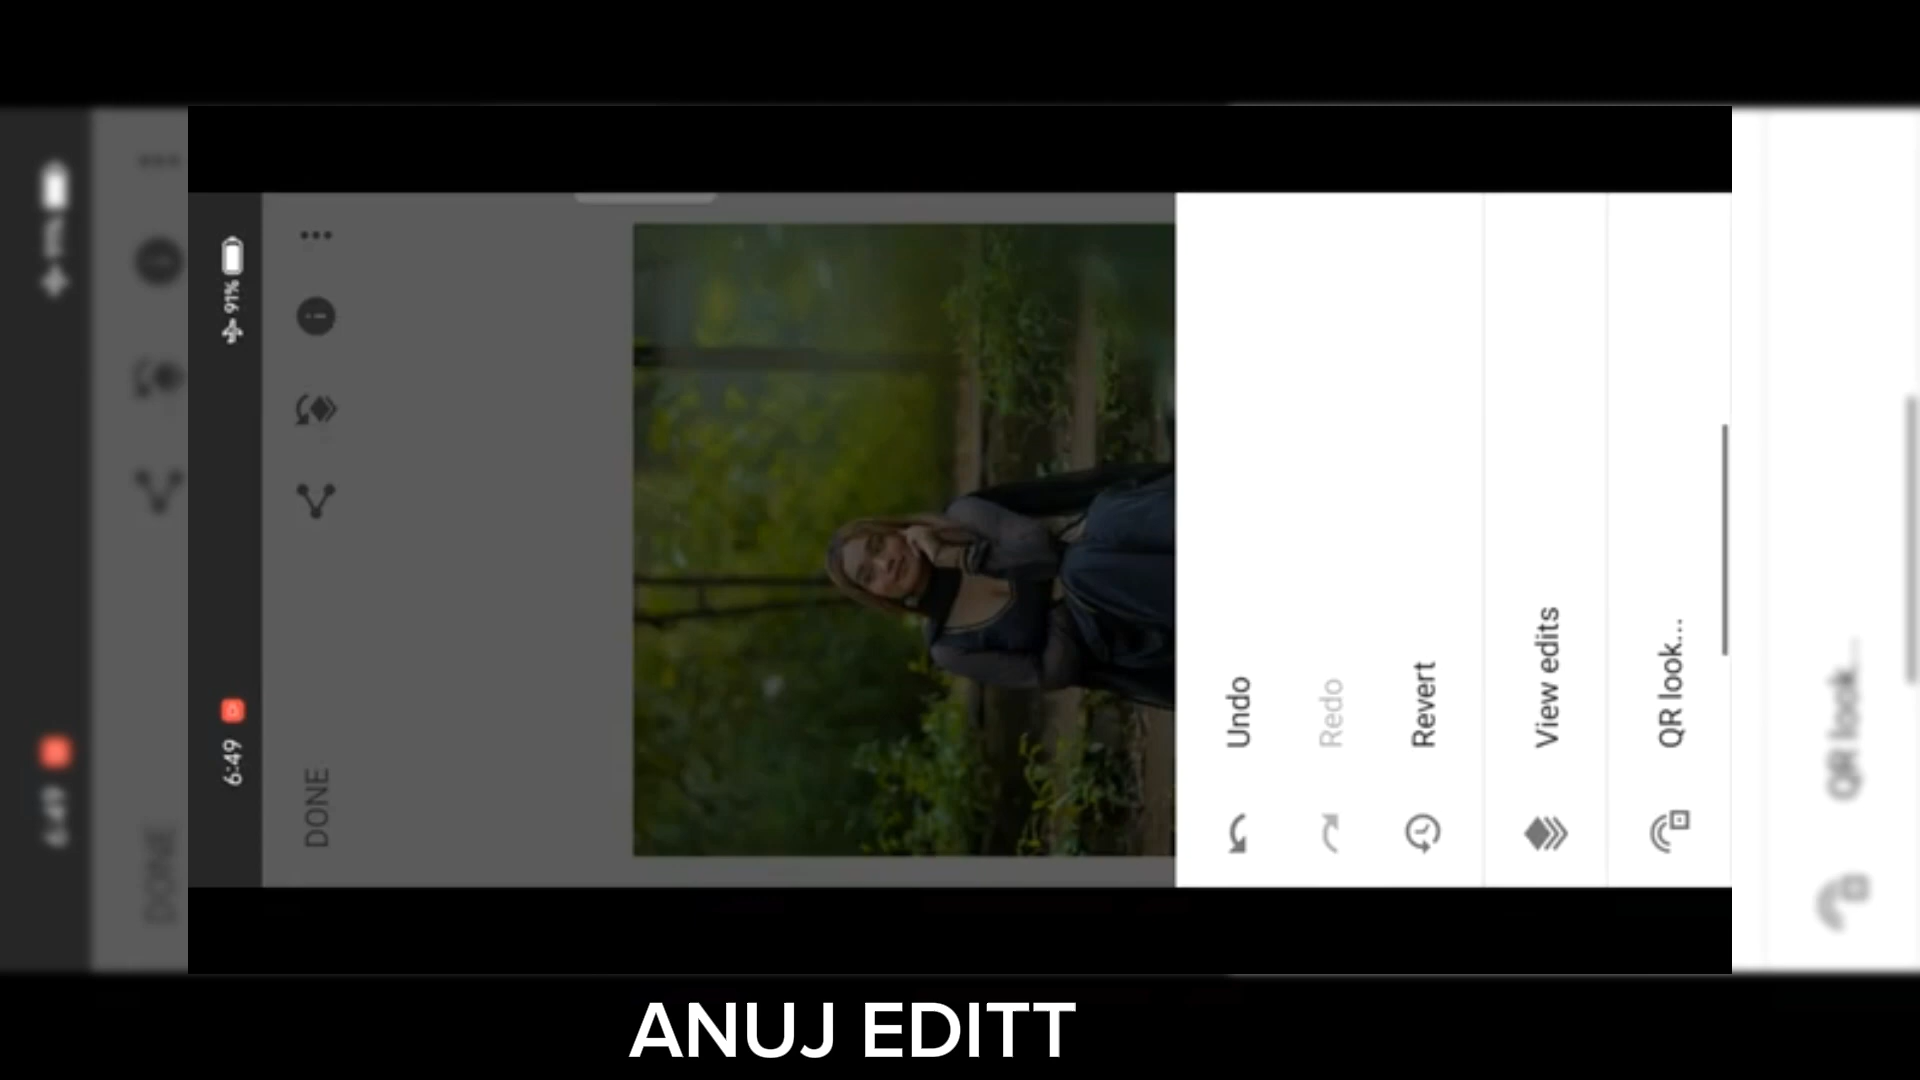 6:49
91%
DONE
Undo
Redo
Revert
View edits
QR look...
ANUJ EDITT